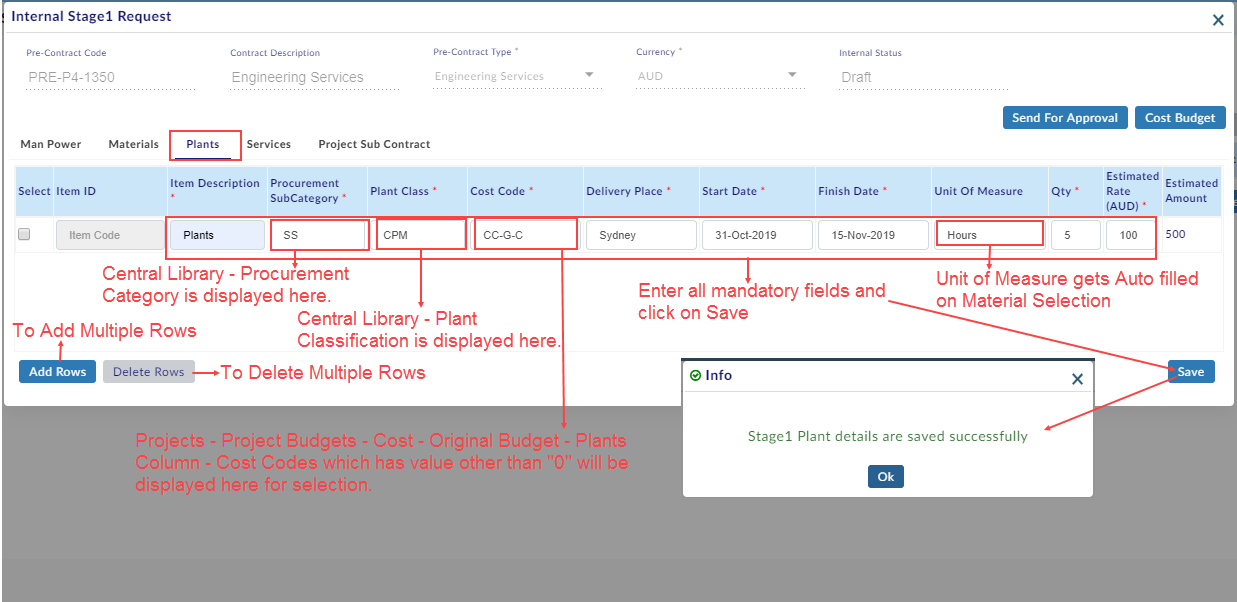 Internal Stage1 Request
Pre-Contract Code
Contract Description
Pre-Contract Type *
Currency *
Internal Status
PRE-P4-1350
Engineering Services
Engineering Services
AUD
Draft
Send For Approval
Cost Budget
Man Power
Materials
Plants
Services
Project Sub Contract
Select
Item ID
Item Description
*
Procurement
SubCategory *
Plant Class *
Cost Code *
Delivery Place *
Start Date *
Finish Date *
Unit Of Measure
Qty *
Estimated
Rate
(AUD) *
Estimated
Amount
Item Code
Plants
SS
CPM
CC-G-C
Sydney
31-Oct-2019
15-Nov-2019
Hours
5
100
500
Central Library - Procurement
Category is displayed here.
Central Library - Plant
Classification is displayed here.
Enter all mandatory fields and
click on Save
Unit of Measure gets Auto filled
on Material Selection
To Add Multiple Rows
Add Rows
Delete Rows
To Delete Multiple Rows
Save
Projects - Project Budgets - Cost - Original Budget - Plants
Column - Cost Codes which has value other than "0" will be
displayed here for selection.
Info
Stage1 Plant details are saved successfully
Ok